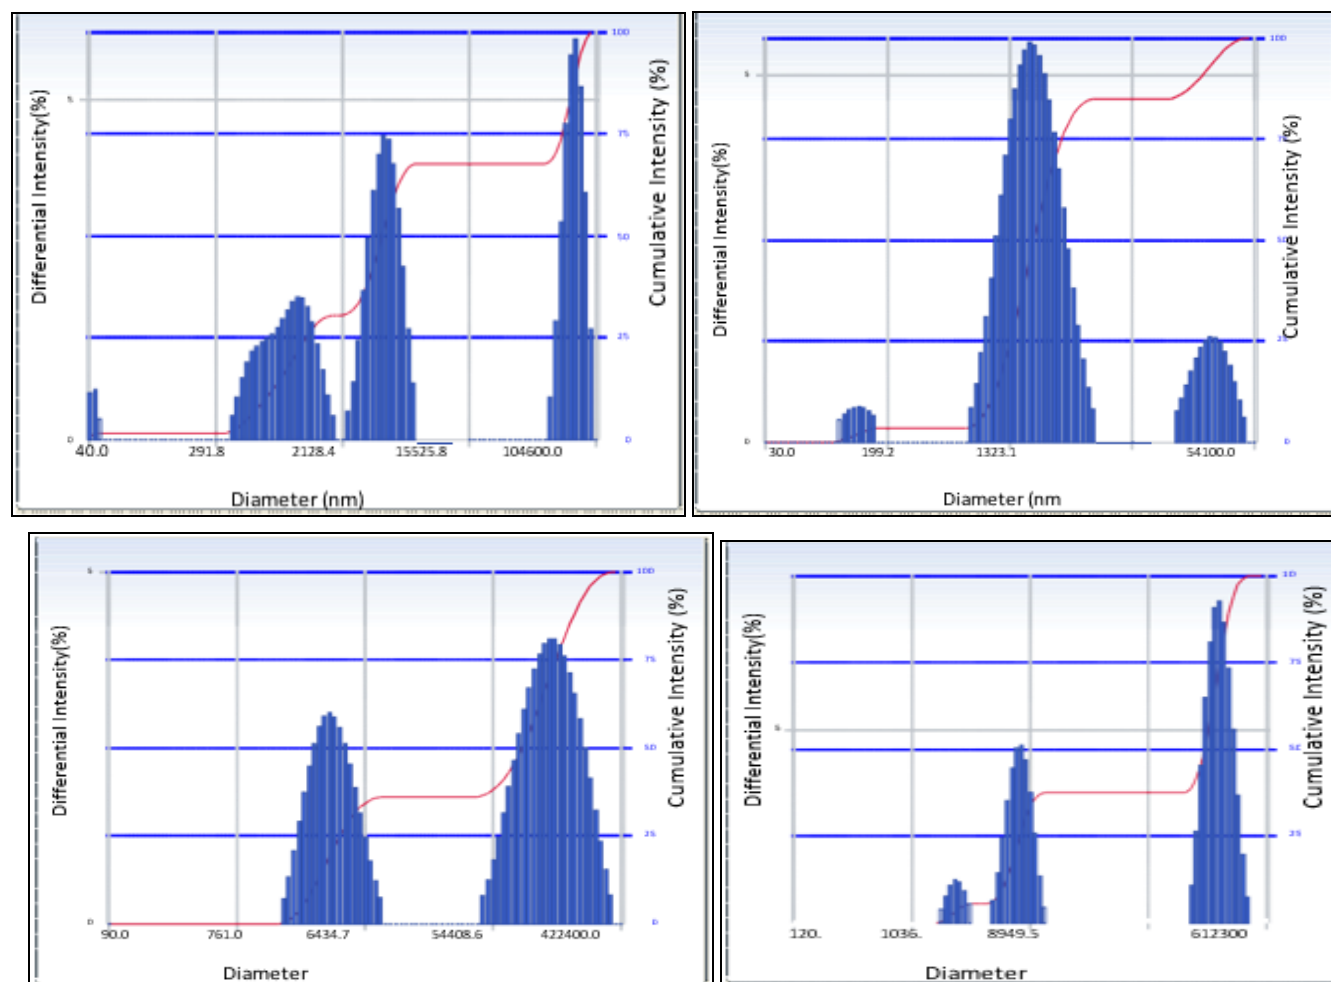 100
Differential Intensity(%)
5
75
50
25
0
0
Cumulative Intensity (%)
40.0 291.8 2128.4 15525.8 104600.0
Diameter (nm)
100
Differential Intensity(%)
5
50
25
0
0
Cumulative Intensity (%)
30.0 199.2 1323.1 54100.0
Diameter (nm
5
100
Differential Intensity(%)
75
50
25
0
0
Cumulative Intensity (%)
90.0 761.0 6434.7 54408.6 422400.0
Diameter
10
Differential Intensity(%)
75
5
50
25
Cumulative Intensity (%)
120. 1036. 8949.5 612300
Diameter